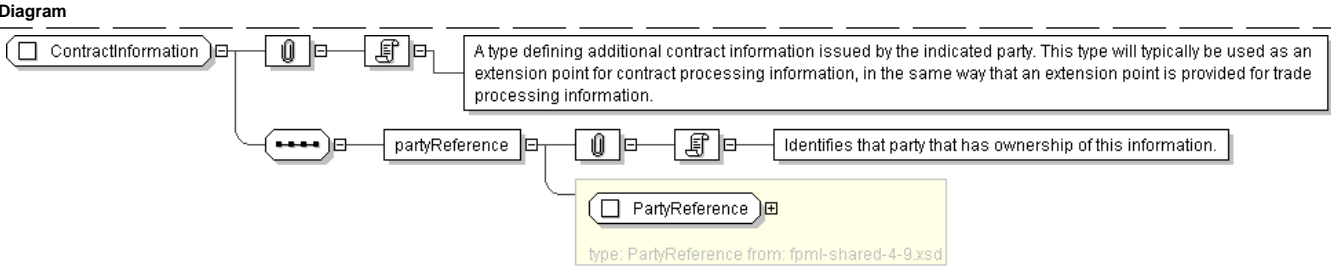 Diagram
ContractInformation
A type defining additional contract information issued by the indicated party. This type will typically be used as an
extension point for contract processing information, in the same way that an extension point is provided for trade
processing information.
partyReference
Identifies that party that has ownership of this information.
PartyReference
type: PartyReference from: fpml-shared-4-9.xsd